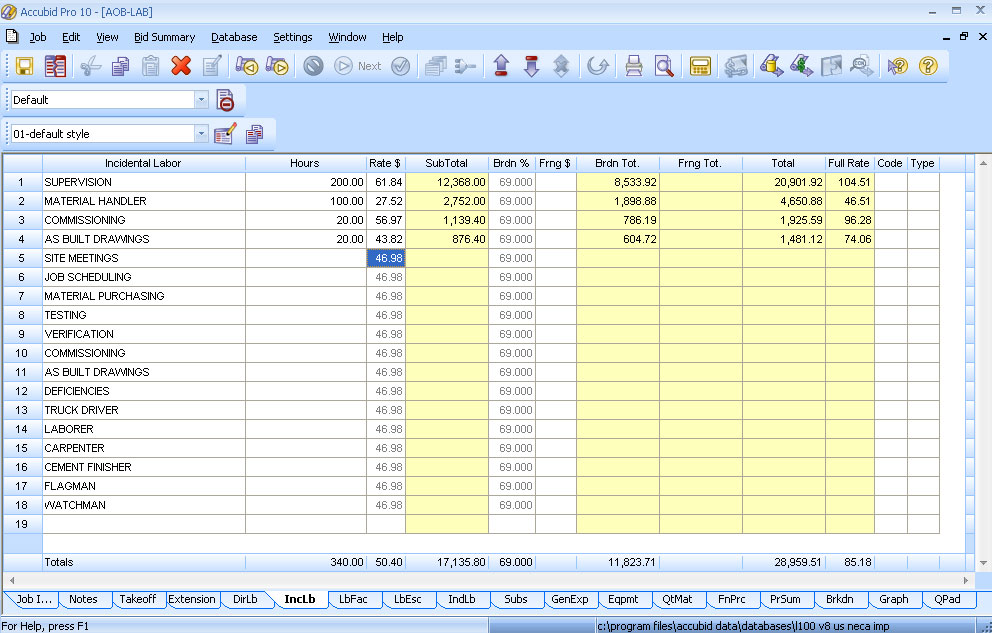 Accubid Pro 10 - [AOB-LAB]
Job Edit View Bid Summary Database Settings Window Help
Next
Default
01-default style
Incidental Labor Hours Rate $ SubTotal Brdn % Frng $ Brdn Tot. Frng Tot. Total Full Rate Code Type
1 SUPERVISION 200.00 61.84 12,368.00 69.000 8,533.92 20,901.92 104.51
2 MATERIAL HANDLER 100.00 27.52 2,752.00 69.000 1,898.88 4,650.88 46.51
3 COMMISSIONING 20.00 56.97 1,139.40 69.000 786.19 1,925.59 96.28
4 AS BUILT DRAWINGS 20.00 43.82 876.40 69.000 604.72 1,481.12 74.06
5 SITE MEETINGS 46.98 69.000
6 JOB SCHEDULING 46.98 69.000
7 MATERIAL PURCHASING 46.98 69.000
8 TESTING 46.98 69.000
9 VERIFICATION 46.98 69.000
10 COMMISSIONING 46.98 69.000
11 AS BUILT DRAWINGS 46.98 69.000
12 DEFICIENCIES 46.98 69.000
13 TRUCK DRIVER 46.98 69.000
14 LABORER 46.98 69.000
15 CARPENTER 46.98 69.000
16 CEMENT FINISHER 46.98 69.000
17 FLAGMAN 46.98 69.000
18 WATCHMAN 46.98 69.000
19
Totals 340.00 50.40 17,135.80 69.000 11,823.71 28,959.51 85.18
Job I... Notes Takeoff Extension DirLb IncLb LbFac LbEsc IndLb Subs GenExp Eqpmt QtMat FnPrc PrSum Brkdn Graph QPad
For Help, press F1 c:\program files\accubid data\databases\l100 v8 us neca imp